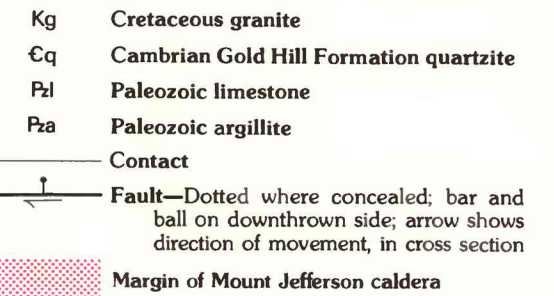 Kg Cretaceous granite
Єq Cambrian Gold Hill Formation quartzite
Pzl Paleozoic limestone
Pza Paleozoic argillite
Contact
Fault—Dotted where concealed; bar and
ball on downthrown side; arrow shows
direction of movement, in cross section
Margin of Mount Jefferson caldera